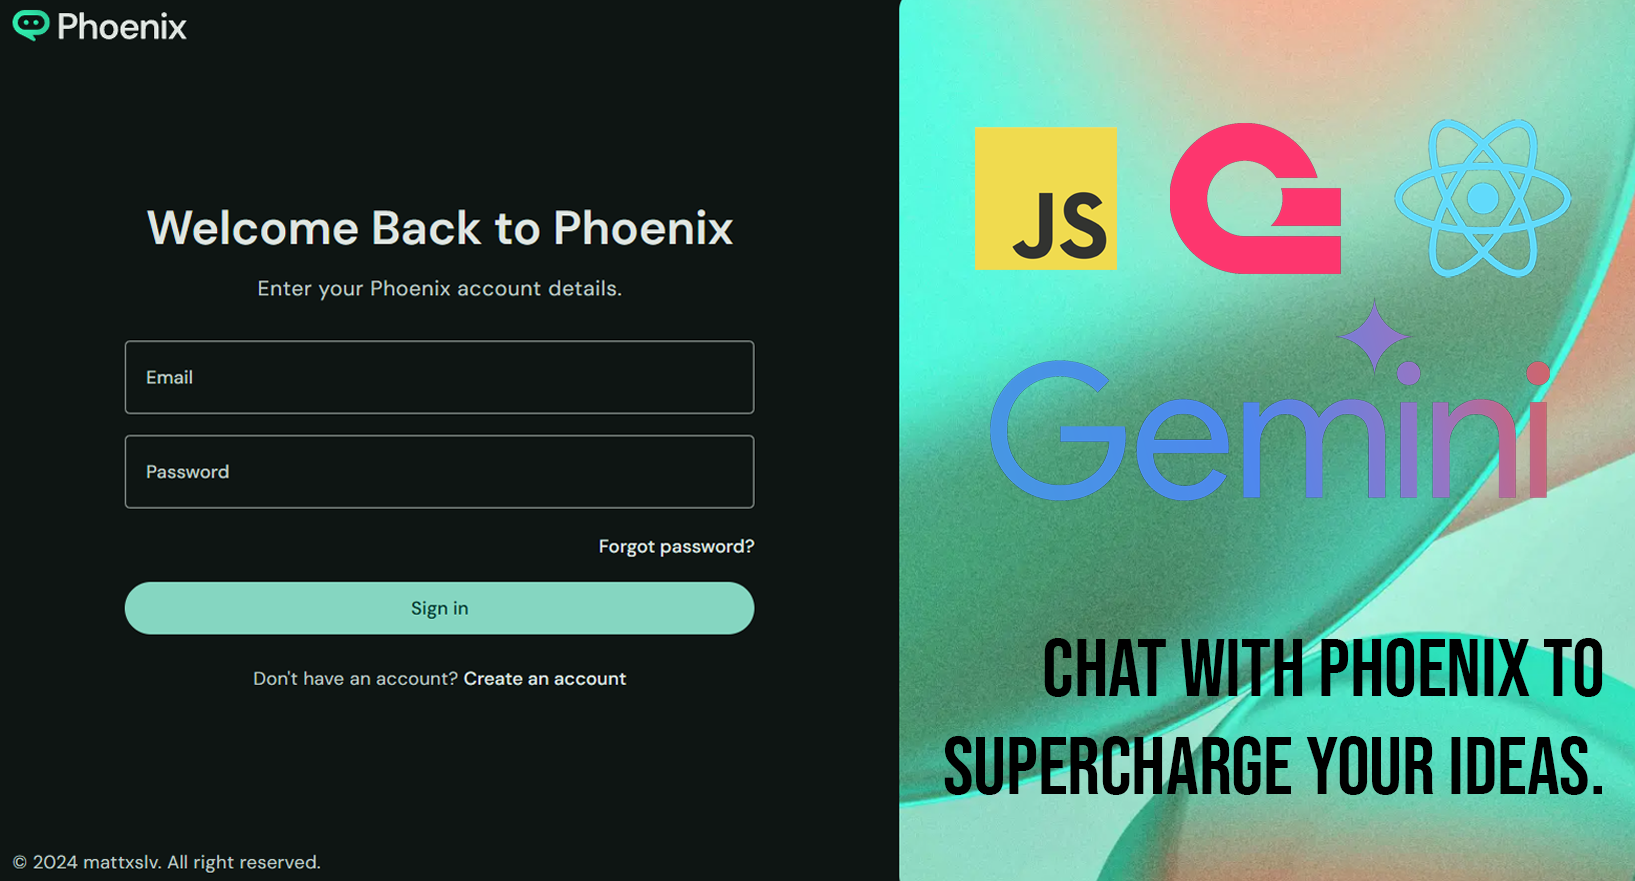 Phoenix
Welcome Back to Phoenix
Enter your Phoenix account details.
Email
Password
Forgot password?
Sign in
Don't have an account? Create an account
© 2024 mattxslv. All right reserved.
JS
Gemini
CHAT WITH PHOENIX TO
SUPERCHARGE YOUR IDEAS.